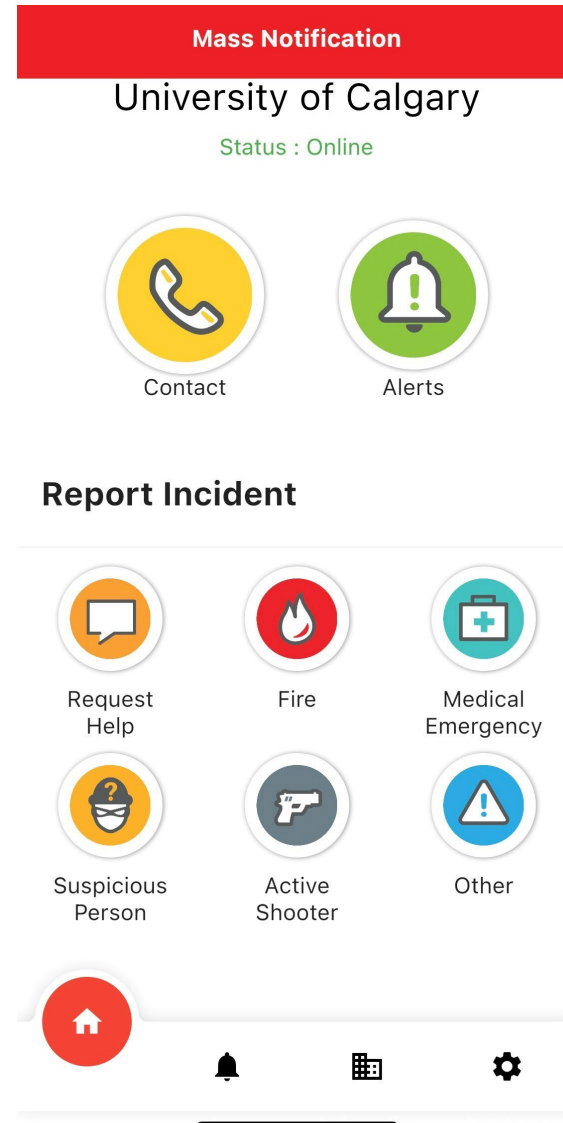 Mass Notification
University of Calgary
Status : Online
Contact
Alerts
Report Incident
Request
Help
Fire
Medical
Emergency
?
Suspicious
Person
Active
Shooter
Other